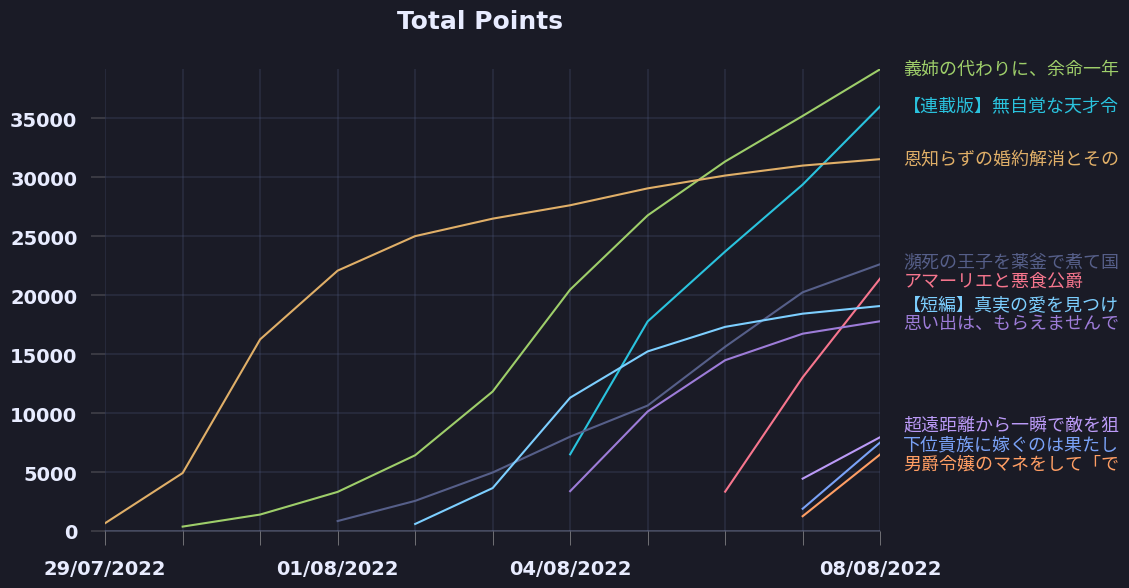 Total Points
35000
30000
25000
20000
15000
10000
5000
0
29/07/2022
01/08/2022
04/08/2022
08/08/2022
義姉の代わりに、余命一年
【連載版】無自覚な天才令
恩知らずの婚約解消とその
瀕死の王子を薬釜で煮て国
アマーリエと悪食公爵
【短編】真実の愛を見つけ
思い出は、もらえませんで
超遠距離から一瞬で敵を狙
下位貴族に嫁ぐのは果たし
男爵令嬢のマネをして「で